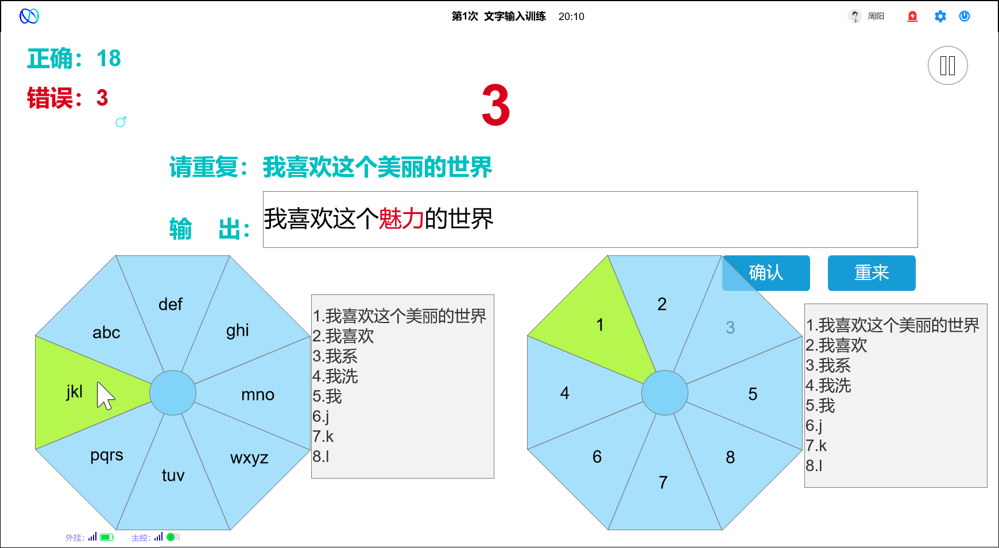 第1次 文字输入训练 20:10
周阳
正确：18
错误：3
3
请重复：我喜欢这个美丽的世界
输 出：我喜欢这个魅力的世界
确认
重来
abc
def
ghi
jkl
mno
pqrs
tuv
wxyz
1.我喜欢这个美丽的世界
2.我喜欢
3.我系
4.我洗
5.我
6.j
7.k
8.l
1
2
3
4
5
6
7
8
1.我喜欢这个美丽的世界
2.我喜欢
3.我系
4.我洗
5.我
6.j
7.k
8.l
外挂：
主控：